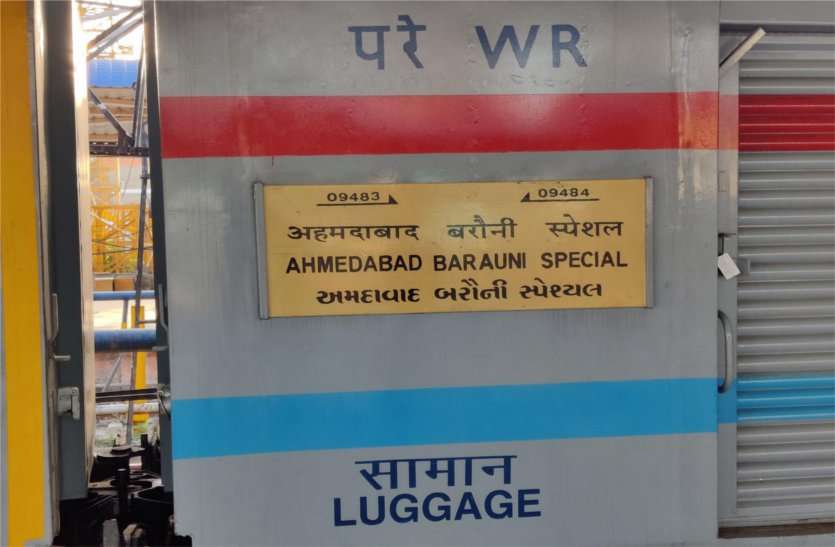 परे WR
09483 09484
अहमदाबाद बरौनी स्पेशल
AHMEDABAD BARAUNI SPECIAL
અમદાવાદ બરૌની સ્પેશ્યલ
सामान
LUGGAGE